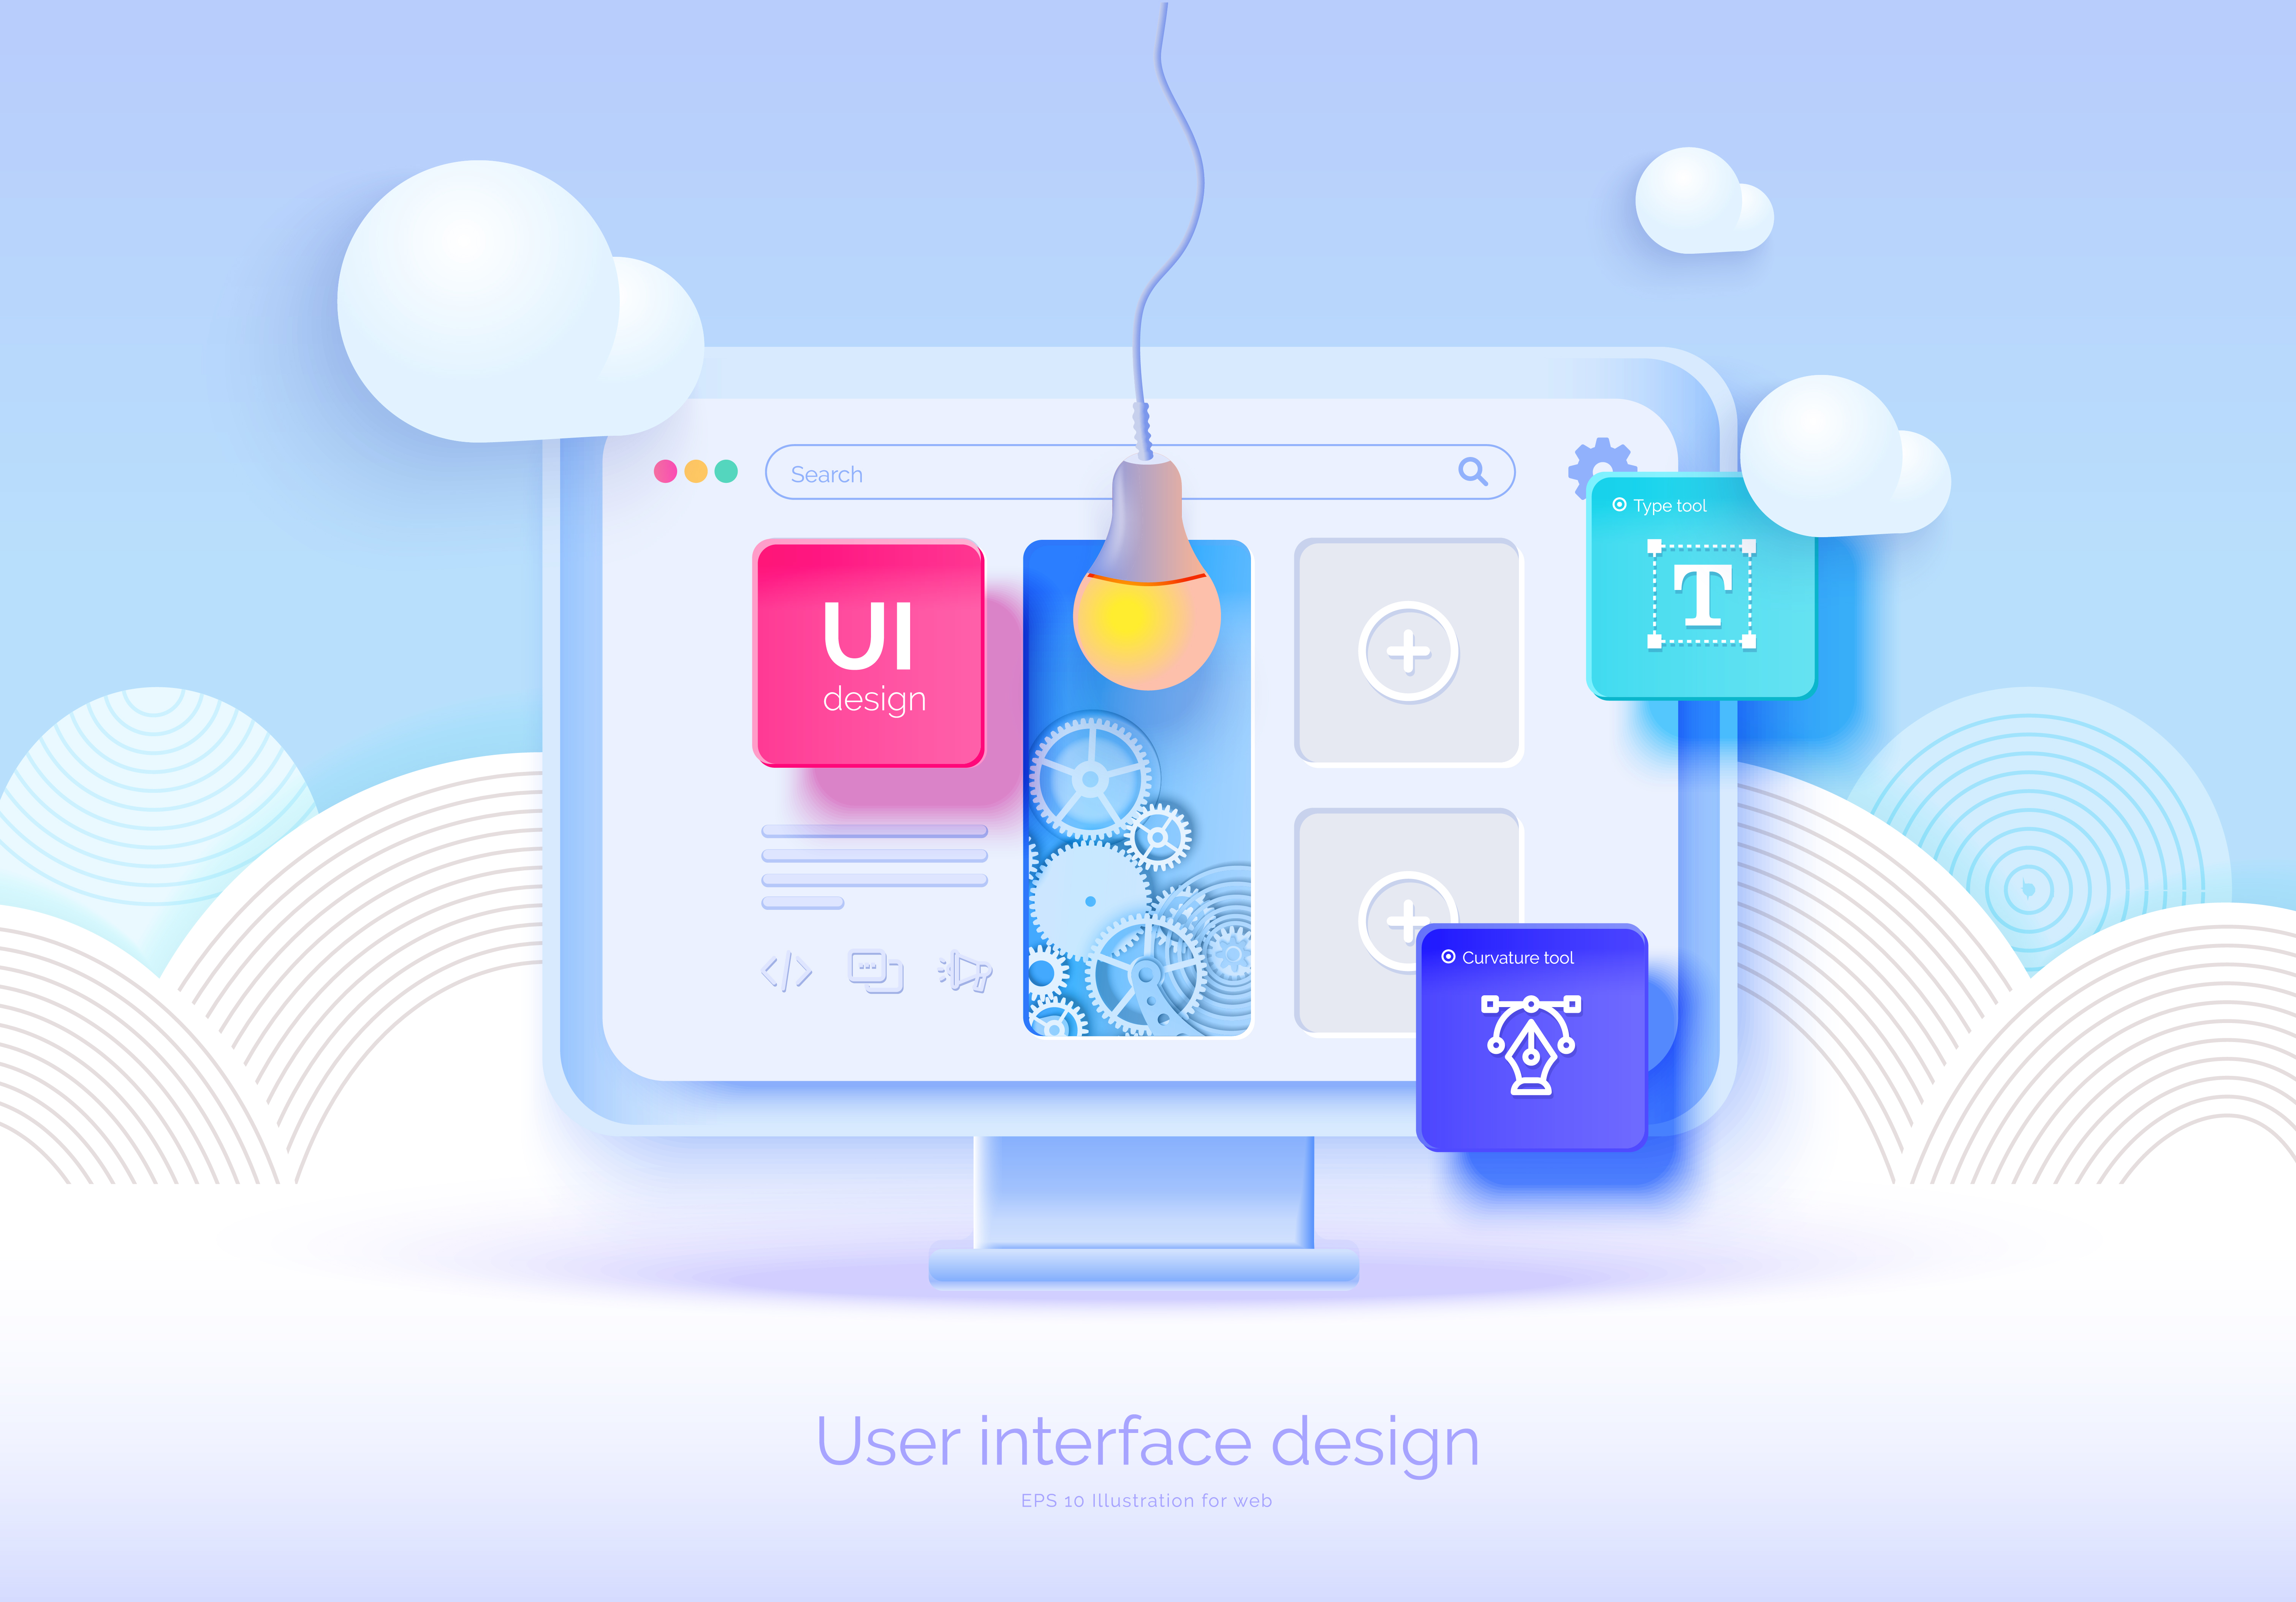 Search
Type tool
T
UI
design
Curvature tool
User interface design
EPS 10 Illustration for web